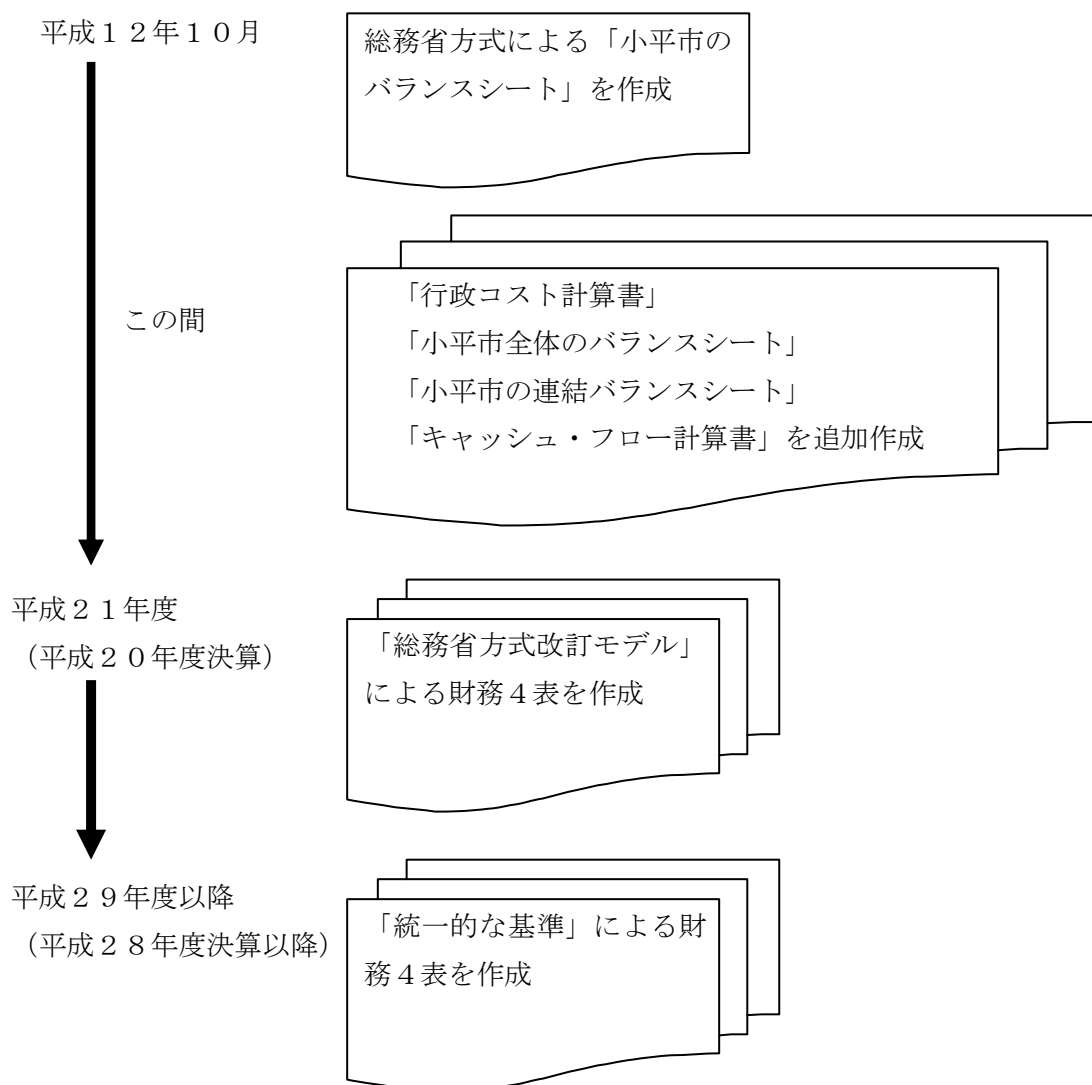 平成１２年１０月
総務省方式による「小平市の
バランスシート」を作成
この間
「行政コスト計算書」
「小平市全体のバランスシート」
「小平市の連結バランスシート」
「キャッシュ・フロー計算書」を追加作成
平成２１年度
（平成２０年度決算）
「総務省方式改訂モデル」
による財務４表を作成
平成２９年度以降
（平成２８年度決算以降）
「統一的な基準」による財
務４表を作成